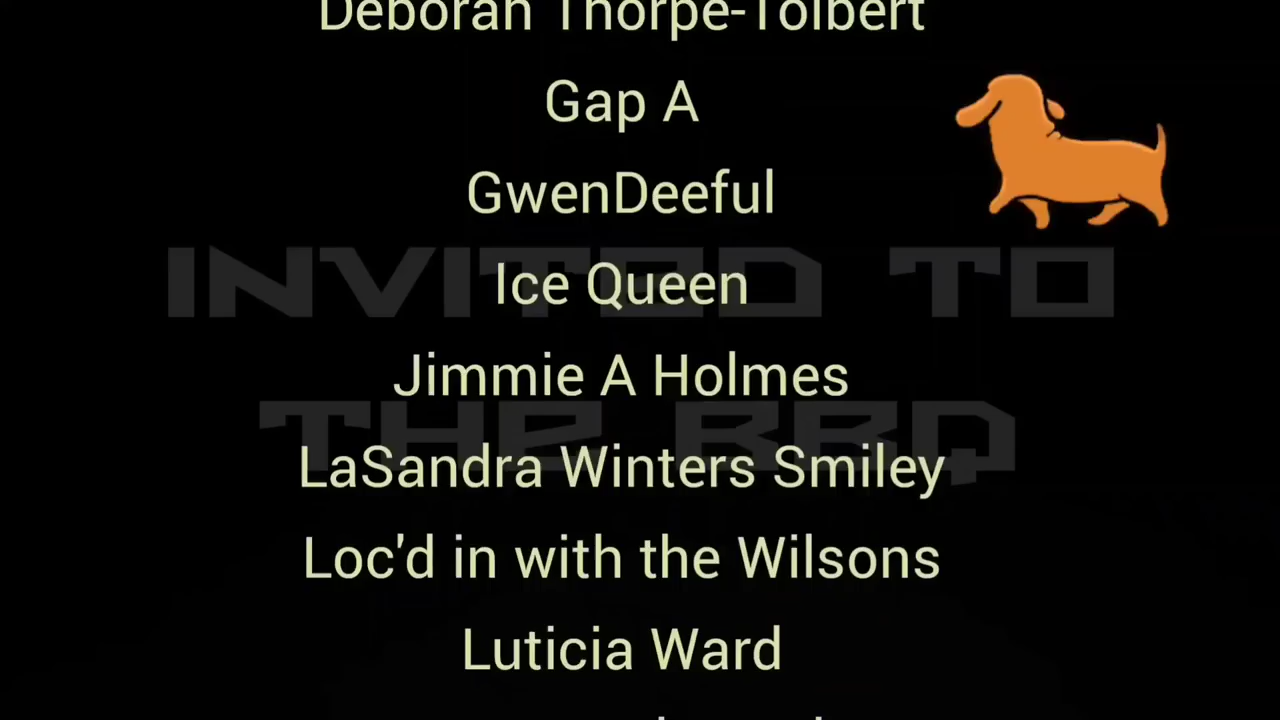 Deborah Thorpe-Tolbert
Gap A
GwenDeeful
INVITED TO
Ice Queen
Jimmie A Holmes
THE BBQ
LaSandra Winters Smiley
Loc'd in with the Wilsons
Luticia Ward